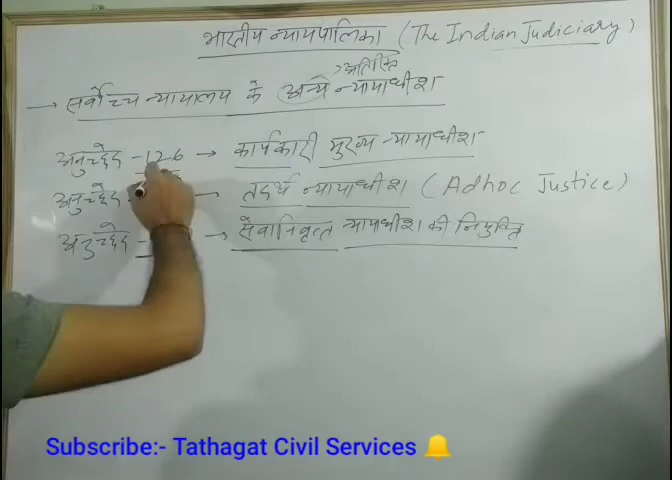 भारतीय न्यायपालिका (The Indian Judiciary)
अतिरिक्त
→ सर्वोच्च न्यायालय के अन्य न्यायाधीश
अनुच्छेद - 126 → कार्यकारी मुख्य न्यायाधीश
अनुच्छेद → तदर्थ न्यायाधीश (Adhoc Justice)
अनुच्छेद - → सेवानिवृत्त न्यायाधीश की नियुक्ति
Subscribe:- Tathagat Civil Services 🔔